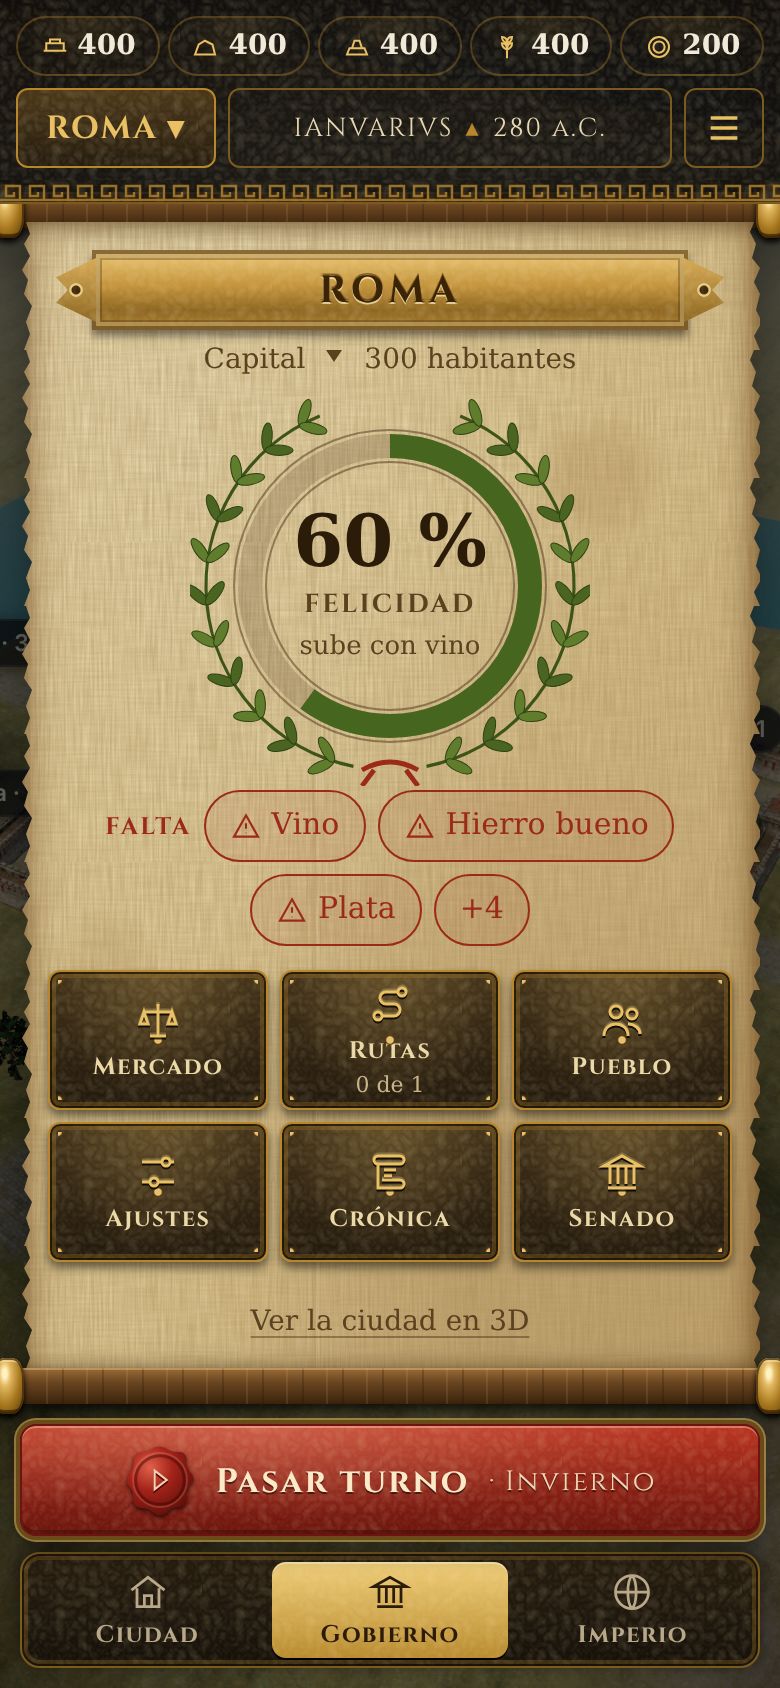 400 400 400 400 200
ROMA ▼ IANVARIVS ▲ 280 A.C.
ROMA
Capital ▼ 300 habitantes
60 %
FELICIDAD
sube con vino
FALTA Vino Hierro bueno
Plata +4
MERCADO RUTAS PUEBLO
0 de 1
AJUSTES CRÓNICA SENADO
Ver la ciudad en 3D
PASAR TURNO · INVIERNO
CIUDAD GOBIERNO IMPERIO